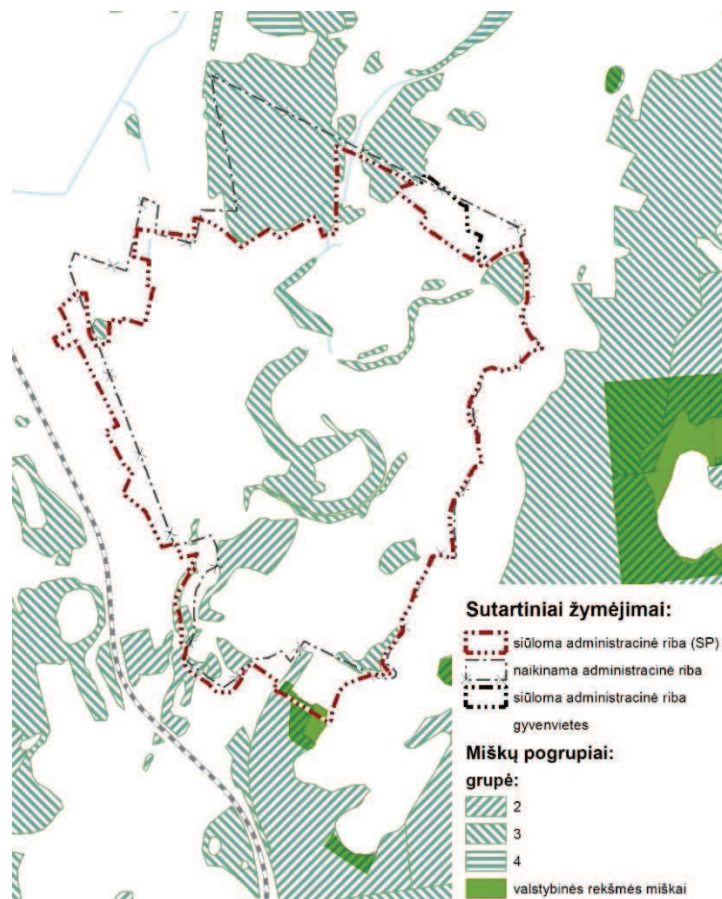 Sutartiniai žymėjimai:
siūloma administracinė riba (SP)
naikinama administracinė riba
siūloma administracinė riba
gyvenvietes
Miškų pogrupiai:
grupė:
2
3
4
valstybinės rekšmės miškai